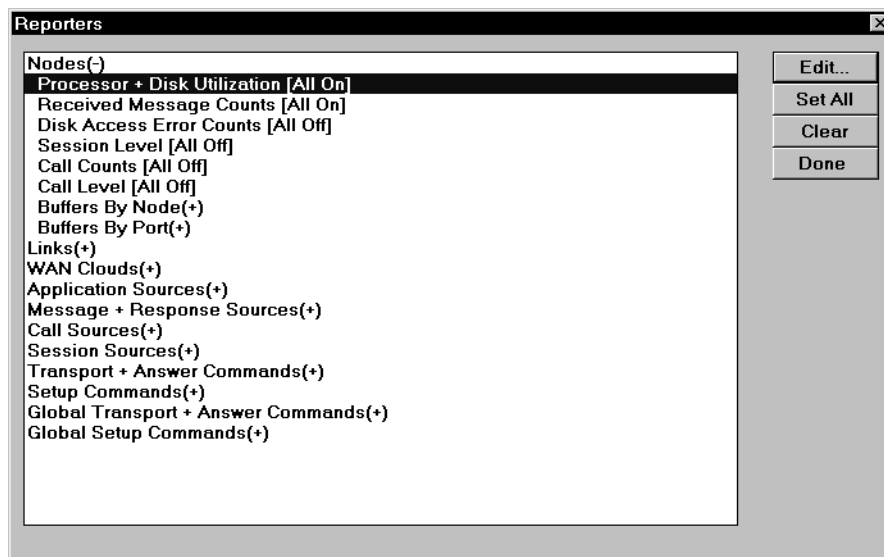 Reporters
Nodes(-)
Processor + Disk Utilization [All On]
Received Message Counts [All On]
Disk Access Error Counts [All Off]
Session Level [All Off]
Call Counts [All Off]
Call Level [All Off]
Buffers By Node(+)
Buffers By Port(+)
Links(+)
WAN Clouds(+)
Application Sources(+)
Message + Response Sources(+)
Call Sources(+)
Session Sources(+)
Transport + Answer Commands(+)
Setup Commands(+)
Global Transport + Answer Commands(+)
Global Setup Commands(+)
Edit...
Set All
Clear
Done